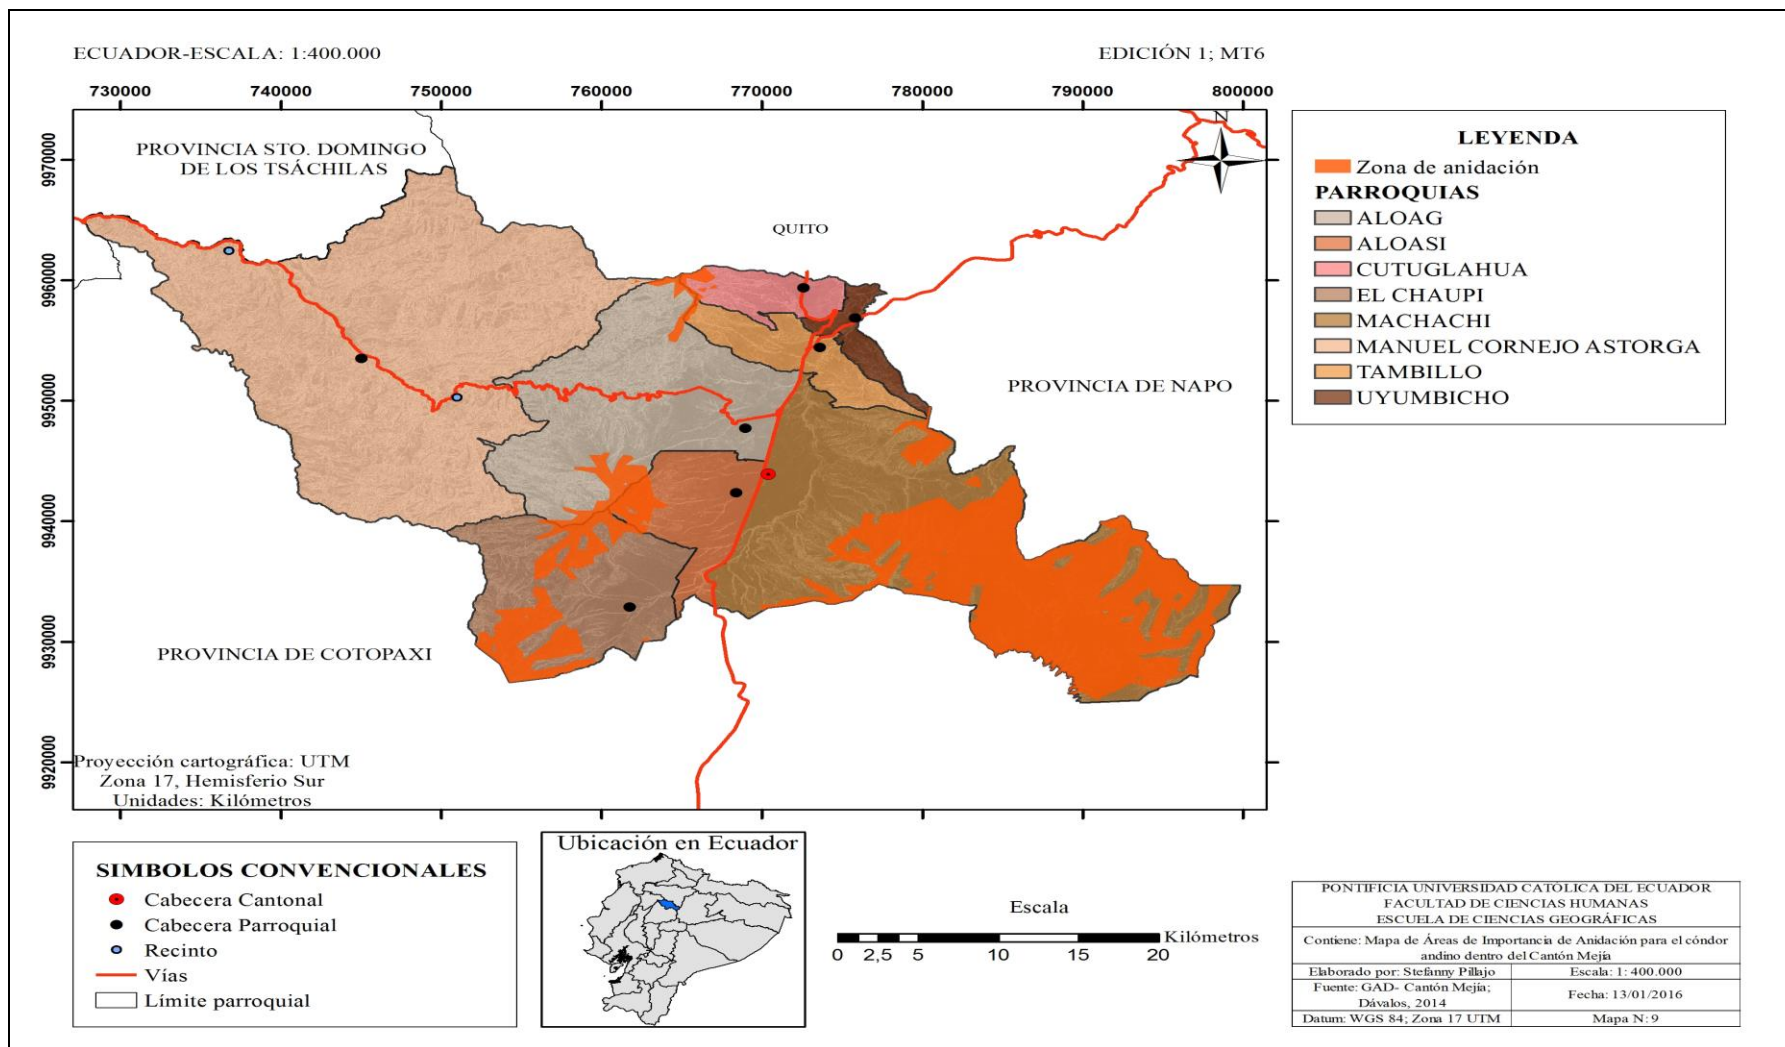 ECUADOR-ESCALA: 1:400.000
EDICIÓN 1; MT6
730000 740000 750000 760000 770000 780000 790000 800000
9970000
9960000
9950000
9940000
9930000
9920000
N
PROVINCIA STO. DOMINGO
DE LOS TSÁCHILAS
QUITO
PROVINCIA DE NAPO
PROVINCIA DE COTOPAXI
Proyección cartográfica: UTM
Zona 17, Hemisferio Sur
Unidades: Kilómetros
LEYENDA
Zona de anidación
PARROQUIAS
ALOAG
ALOASI
CUTUGLAHUA
EL CHAUPI
MACHACHI
MANUEL CORNEJO ASTORGA
TAMBILLO
UYUMBICHO
SIMBOLOS CONVENCIONALES
Cabecera Cantonal
Cabecera Parroquial
Recinto
Vías
Límite parroquial
Ubicación en Ecuador
Escala
Kilómetros
0 2,5 5 10 15 20
PONTIFICIA UNIVERSIDAD CATÓLICA DEL ECUADOR
FACULTAD DE CIENCIAS HUMANAS
ESCUELA DE CIENCIAS GEOGRÁFICAS
Contiene: Mapa de Áreas de Importancia de Anidación para el cóndor
andino dentro del Cantón Mejía
Elaborado por: Stefanny Pillajo
Escala: 1: 400.000
Fuente: GAD- Cantón Mejía;
Dávalos, 2014
Fecha: 13/01/2016
Datum: WGS 84; Zona 17 UTM
Mapa N: 9